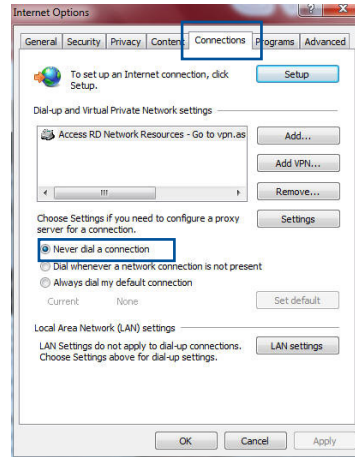 Internet Options
General Security Privacy Content Connections Programs Advanced
To set up an Internet connection, click
Setup.
Setup
Dial-up and Virtual Private Network settings
Access RD Network Resources - Go to vpn.as
Add...
Add VPN...
Remove...
Choose Settings if you need to configure a proxy
server for a connection.
Settings
Never dial a connection
Dial whenever a network connection is not present
Always dial my default connection
Current None
Set default
Local Area Network (LAN) settings
LAN Settings do not apply to dial-up connections.
Choose Settings above for dial-up settings.
LAN settings
OK Cancel Apply